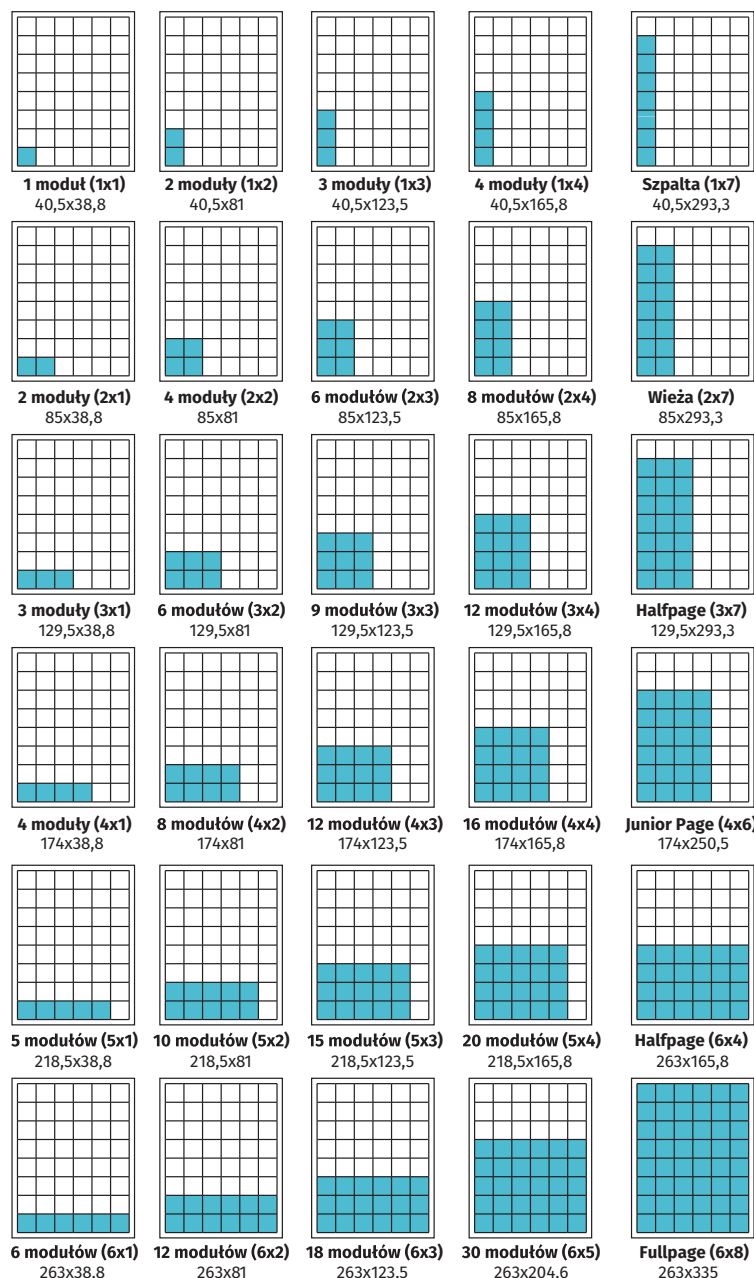 1 moduł (1x1)
40,5x38,8
2 moduły (1x2)
40,5x81
3 moduły (1x3)
40,5x123,5
4 moduły (1x4)
40,5x165,8
Szpalta (1x7)
40,5x293,3
2 moduły (2x1)
85x38,8
4 moduły (2x2)
85x81
6 modułów (2x3)
85x123,5
8 modułów (2x4)
85x165,8
Wieża (2x7)
85x293,3
3 moduły (3x1)
129,5x38,8
6 modułów (3x2)
129,5x81
9 modułów (3x3)
129,5x123,5
12 modułów (3x4)
129,5x165,8
Halfpage (3x7)
129,5x293,3
4 moduły (4x1)
174x38,8
8 modułów (4x2)
174x81
12 modułów (4x3)
174x123,5
16 modułów (4x4)
174x165,8
Junior Page (4x6)
174x250,5
5 modułów (5x1)
218,5x38,8
10 modułów (5x2)
218,5x81
15 modułów (5x3)
218,5x123,5
20 modułów (5x4)
218,5x165,8
Halfpage (6x4)
263x165,8
6 modułów (6x1)
263x38,8
12 modułów (6x2)
263x81
18 modułów (6x3)
263x123,5
30 modułów (6x5)
263x204,6
Fullpage (6x8)
263x335